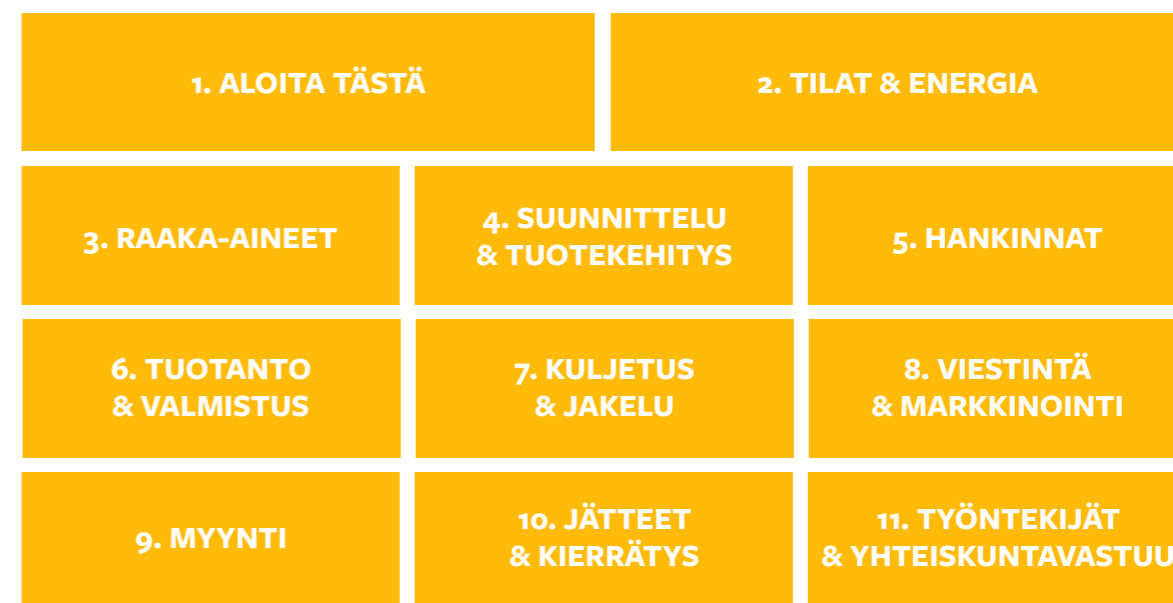 1. ALOITA TÄSTÄ
2. TILAT & ENERGIA
3. RAAKA-AINEET
4. SUUNNITTELU
& TUOTEKEHITYS
5. HANKINNAT
6. TUOTANTO
& VALMISTUS
7. KULJETUS
& JAKELU
8. VIESTINTÄ
& MARKKINOINTI
9. MYYNTI
10. JÄTTEET
& KIERRÄTYS
11. TYÖNTEKIJÄT
& YHTEISKUNTAVASTUU